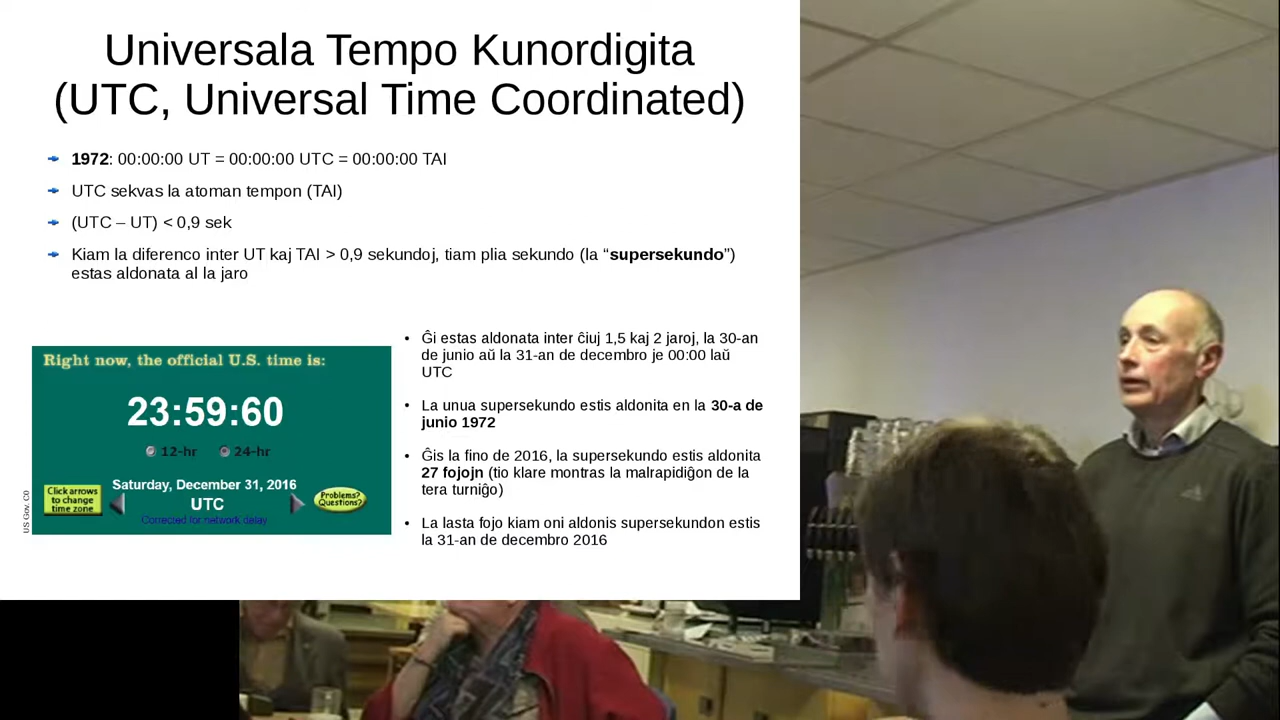 Universala Tempo Kunordigita
(UTC, Universal Time Coordinated)
1972: 00:00:00 UT = 00:00:00 UTC = 00:00:00 TAI
UTC sekvas la atoman tempon (TAI)
(UTC – UT) < 0,9 sek
Kiam la diferenco inter UT kaj TAI > 0,9 sekundoj, tiam plia sekundo (la “supersekundo”)
estas aldonata al la jaro
Right now, the official U.S. time is:
23:59:60
12-hr 24-hr
Saturday, December 31, 2016
UTC
Corrected for network delay
Click arrows
to change
time zone
Problems?
Questions?
US Gov, C0
Ĝi estas aldonata inter ĉiuj 1,5 kaj 2 jaroj, la 30-an
de junio aŭ la 31-an de decembro je 00:00 laŭ
UTC
La unua supersekundo estis aldonita en la 30-a de
junio 1972
Ĝis la fino de 2016, la supersekundo estis aldonita
27 fojojn (tio klare montras la malrapidiĝon de la
tera turniĝo)
La lasta fojo kiam oni aldonis supersekundon estis
la 31-an de decembro 2016